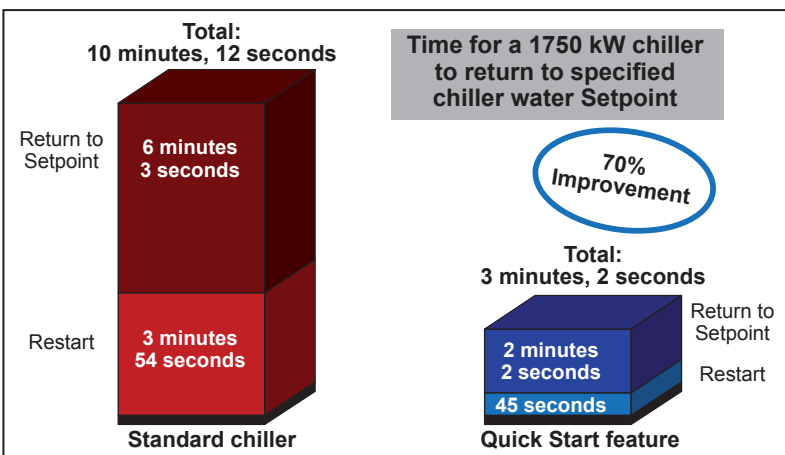 Total:
10 minutes, 12 seconds
Time for a 1750 kW chiller
to return to specified
chiller water Setpoint
Return to
Setpoint
6 minutes
3 seconds
70%
Improvement
Total:
3 minutes, 2 seconds
Restart
3 minutes
54 seconds
2 minutes
2 seconds
Return to
Setpoint
45 seconds
Restart
Standard chiller
Quick Start feature